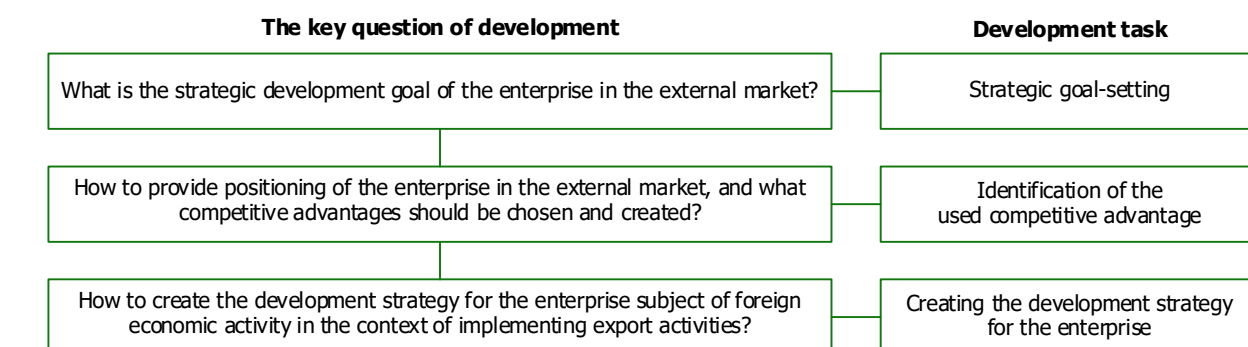 The key question of development
Development task
What is the strategic development goal of the enterprise in the external market?
Strategic goal-setting
How to provide positioning of the enterprise in the external market, and what
competitive advantages should be chosen and created?
Identification of the
used competitive advantage
How to create the development strategy for the enterprise subject of foreign
economic activity in the context of implementing export activities?
Creating the development strategy
for the enterprise